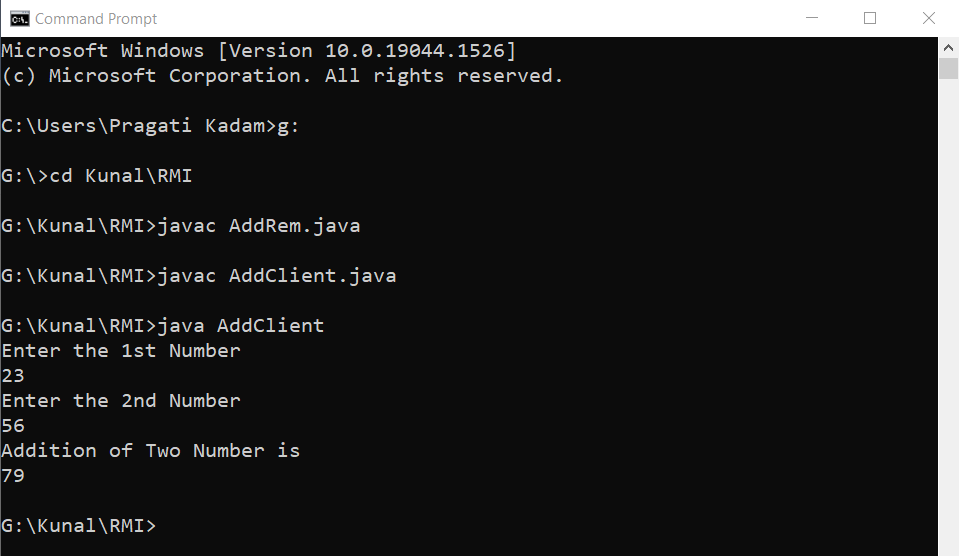 Command Prompt
Microsoft Windows [Version 10.0.19044.1526]
(c) Microsoft Corporation. All rights reserved.
C:\Users\Pragati Kadam>g:
G:\>cd Kunal\RMI
G:\Kunal\RMI>javac AddRem.java
G:\Kunal\RMI>javac AddClient.java
G:\Kunal\RMI>java AddClient
Enter the 1st Number
23
Enter the 2nd Number
56
Addition of Two Number is
79
G:\Kunal\RMI>